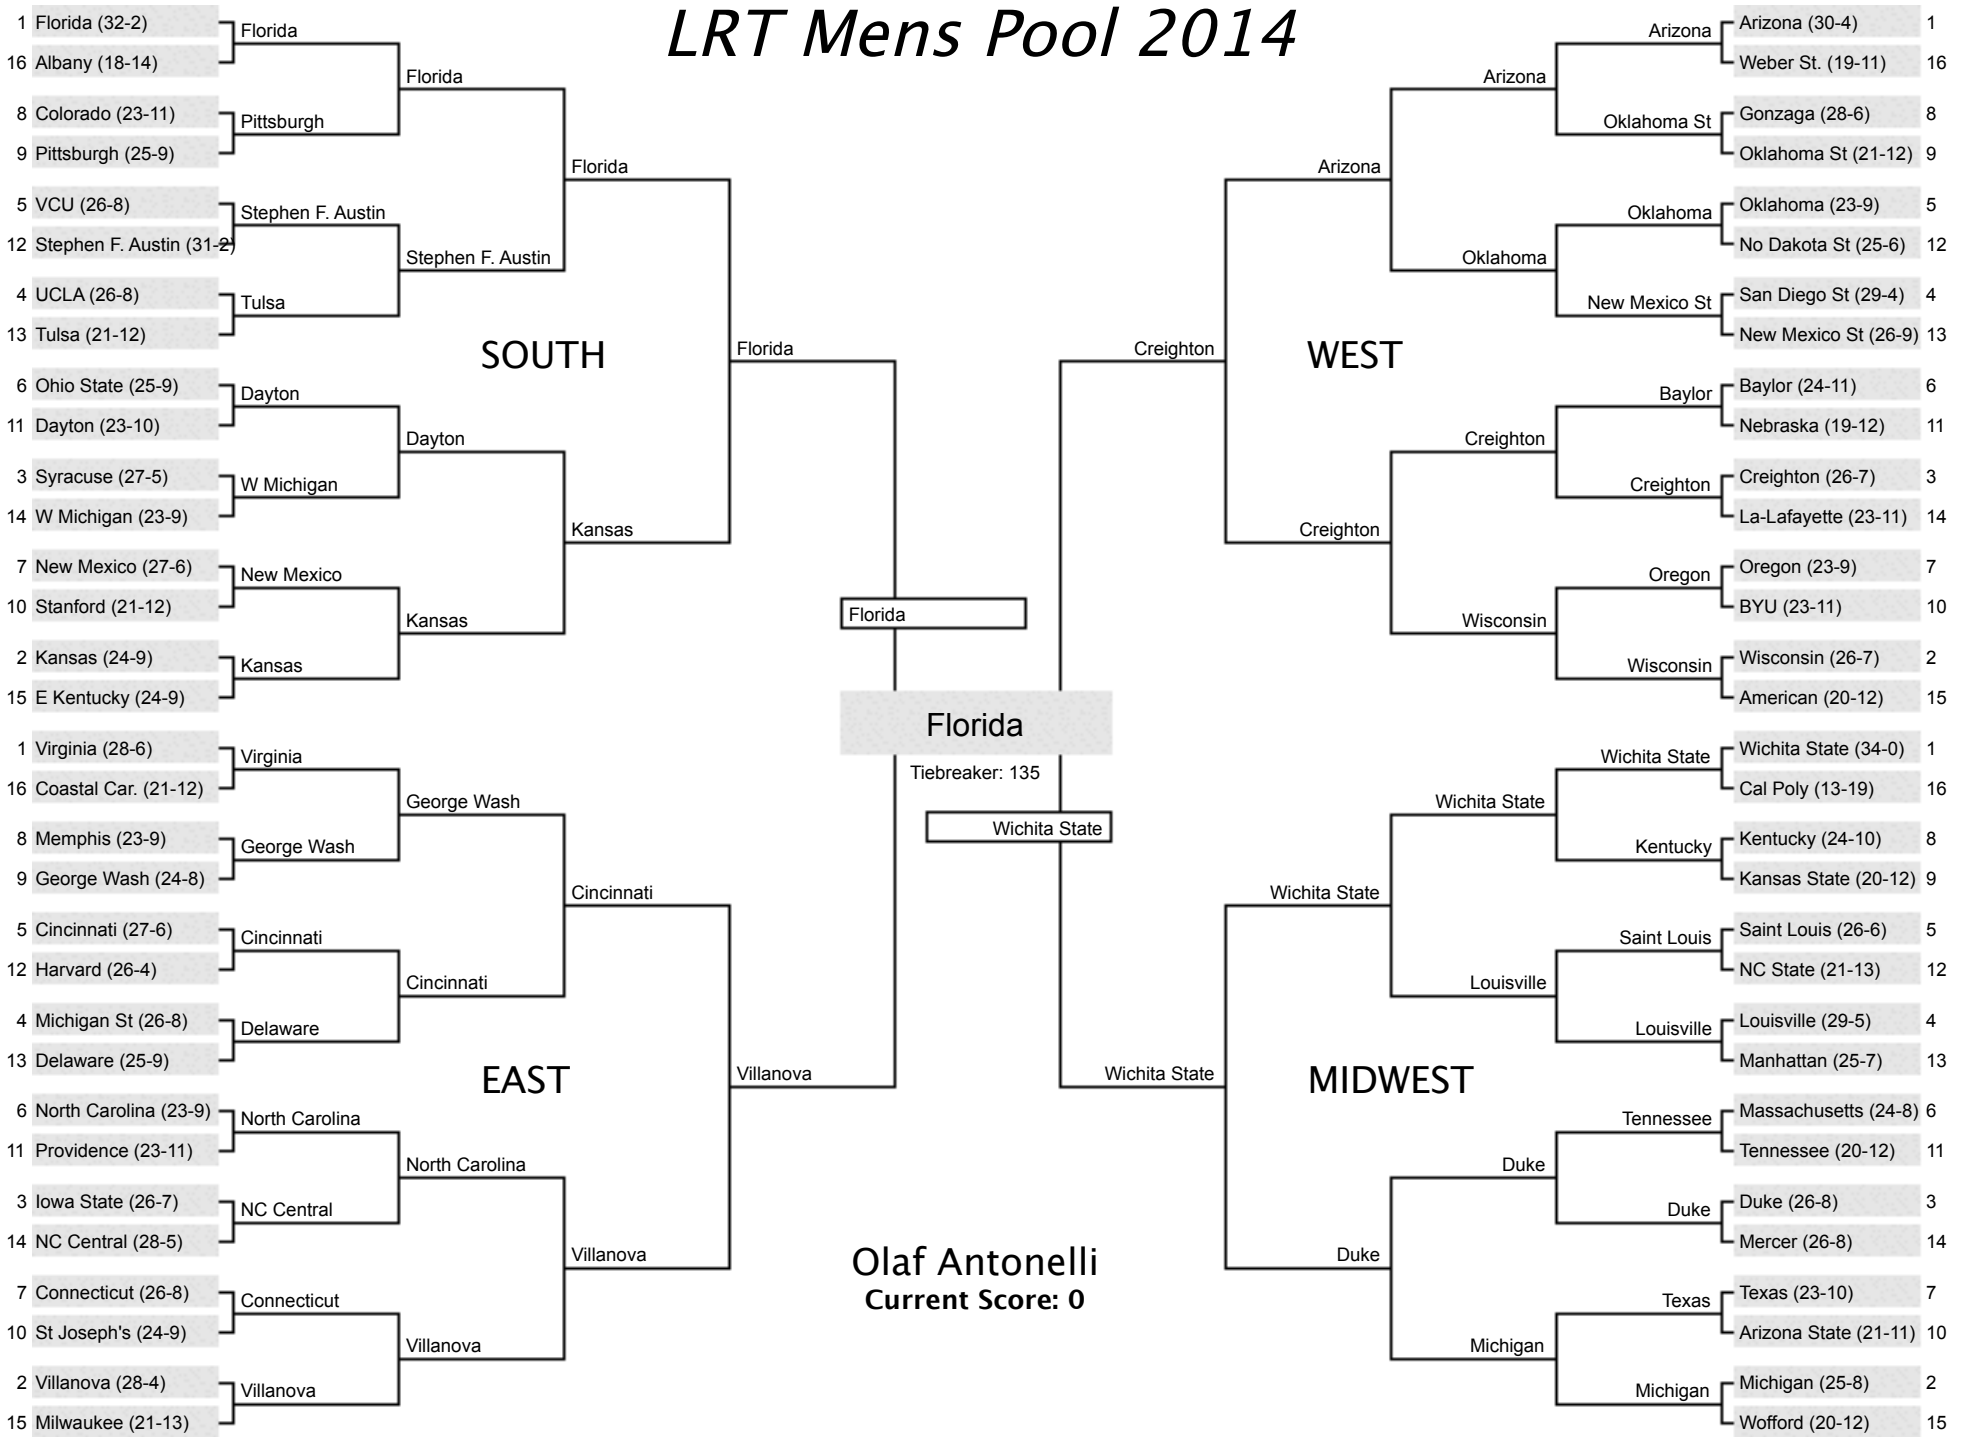 LRT Mens Pool 2014
1 Florida (32-2)
16 Albany (18-14)
8 Colorado (23-11)
9 Pittsburgh (25-9)
5 VCU (26-8)
12 Stephen F. Austin (31-2)
4 UCLA (26-8)
13 Tulsa (21-12)
6 Ohio State (25-9)
11 Dayton (23-10)
3 Syracuse (27-5)
14 W Michigan (23-9)
7 New Mexico (27-6)
10 Stanford (21-12)
2 Kansas (24-9)
15 E Kentucky (24-9)
Florida
Pittsburgh
Stephen F. Austin
Tulsa
Dayton
W Michigan
New Mexico
Kansas
Florida
Stephen F. Austin
Dayton
Kansas
Florida
Kansas
SOUTH
Florida
1 Virginia (28-6)
16 Coastal Car. (21-12)
8 Memphis (23-9)
9 George Wash (24-8)
5 Cincinnati (27-6)
12 Harvard (26-4)
4 Michigan St (26-8)
13 Delaware (25-9)
6 North Carolina (23-9)
11 Providence (23-11)
3 Iowa State (26-7)
14 NC Central (28-5)
7 Connecticut (26-8)
10 St Joseph's (24-9)
2 Villanova (28-4)
15 Milwaukee (21-13)
Virginia
George Wash
Cincinnati
Delaware
North Carolina
NC Central
Connecticut
Villanova
George Wash
Cincinnati
North Carolina
Villanova
Cincinnati
Villanova
EAST
Villanova
Florida
Florida
Tiebreaker: 135
Wichita State
Olaf Antonelli
Current Score: 0
Creighton
WEST
Arizona
Creighton
Arizona
Oklahoma
Creighton
Wisconsin
Arizona
Oklahoma St
Oklahoma
New Mexico St
Baylor
Creighton
Oregon
Wisconsin
Arizona (30-4) 1
Weber St. (19-11) 16
Gonzaga (28-6) 8
Oklahoma St (21-12) 9
Oklahoma (23-9) 5
No Dakota St (25-6) 12
San Diego St (29-4) 4
New Mexico St (26-9) 13
Baylor (24-11) 6
Nebraska (19-12) 11
Creighton (26-7) 3
La-Lafayette (23-11) 14
Oregon (23-9) 7
BYU (23-11) 10
Wisconsin (26-7) 2
American (20-12) 15
Wichita State
MIDWEST
Wichita State
Duke
Wichita State
Louisville
Duke
Michigan
Wichita State
Kentucky
Saint Louis
Louisville
Tennessee
Duke
Texas
Michigan
Wichita State (34-0) 1
Cal Poly (13-19) 16
Kentucky (24-10) 8
Kansas State (20-12) 9
Saint Louis (26-6) 5
NC State (21-13) 12
Louisville (29-5) 4
Manhattan (25-7) 13
Massachusetts (24-8) 6
Tennessee (20-12) 11
Duke (26-8) 3
Mercer (26-8) 14
Texas (23-10) 7
Arizona State (21-11) 10
Michigan (25-8) 2
Wofford (20-12) 15